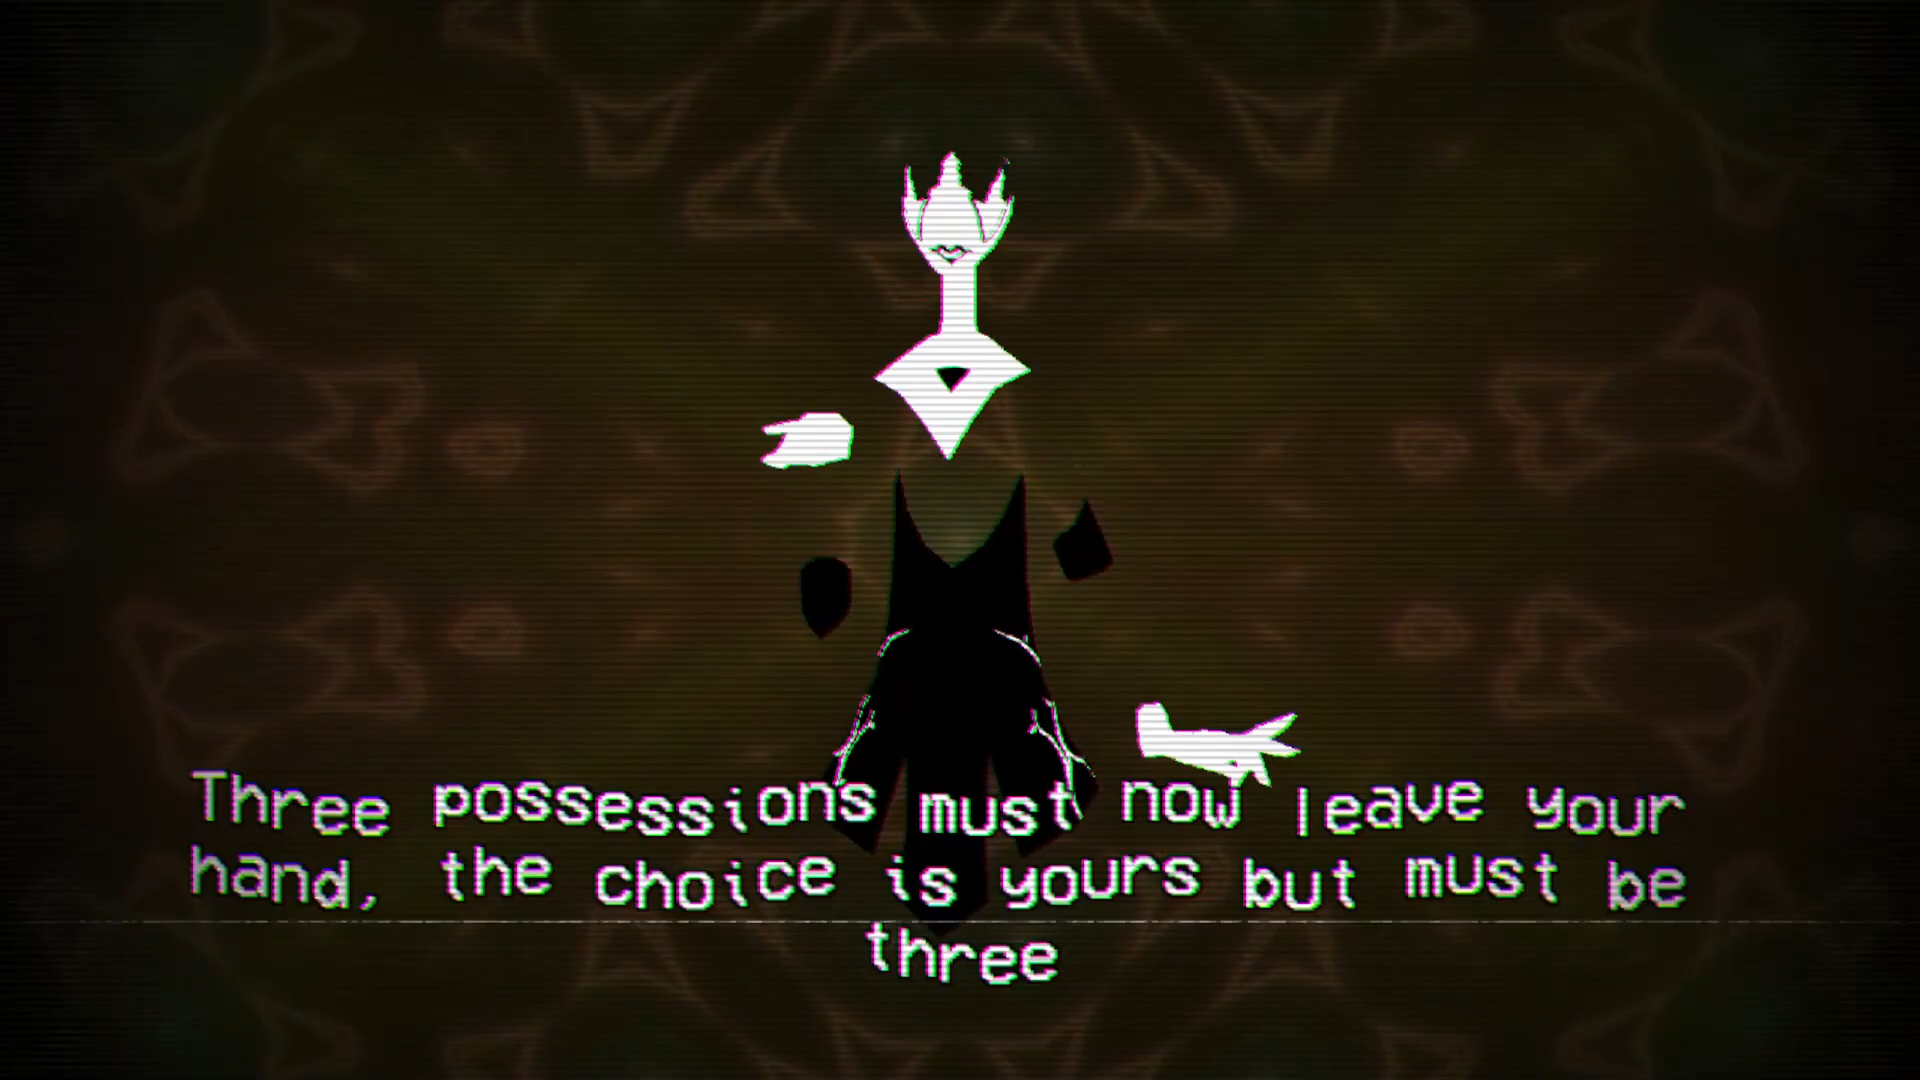 Three possessions must now leave your
hand, the choice is yours but must be
three